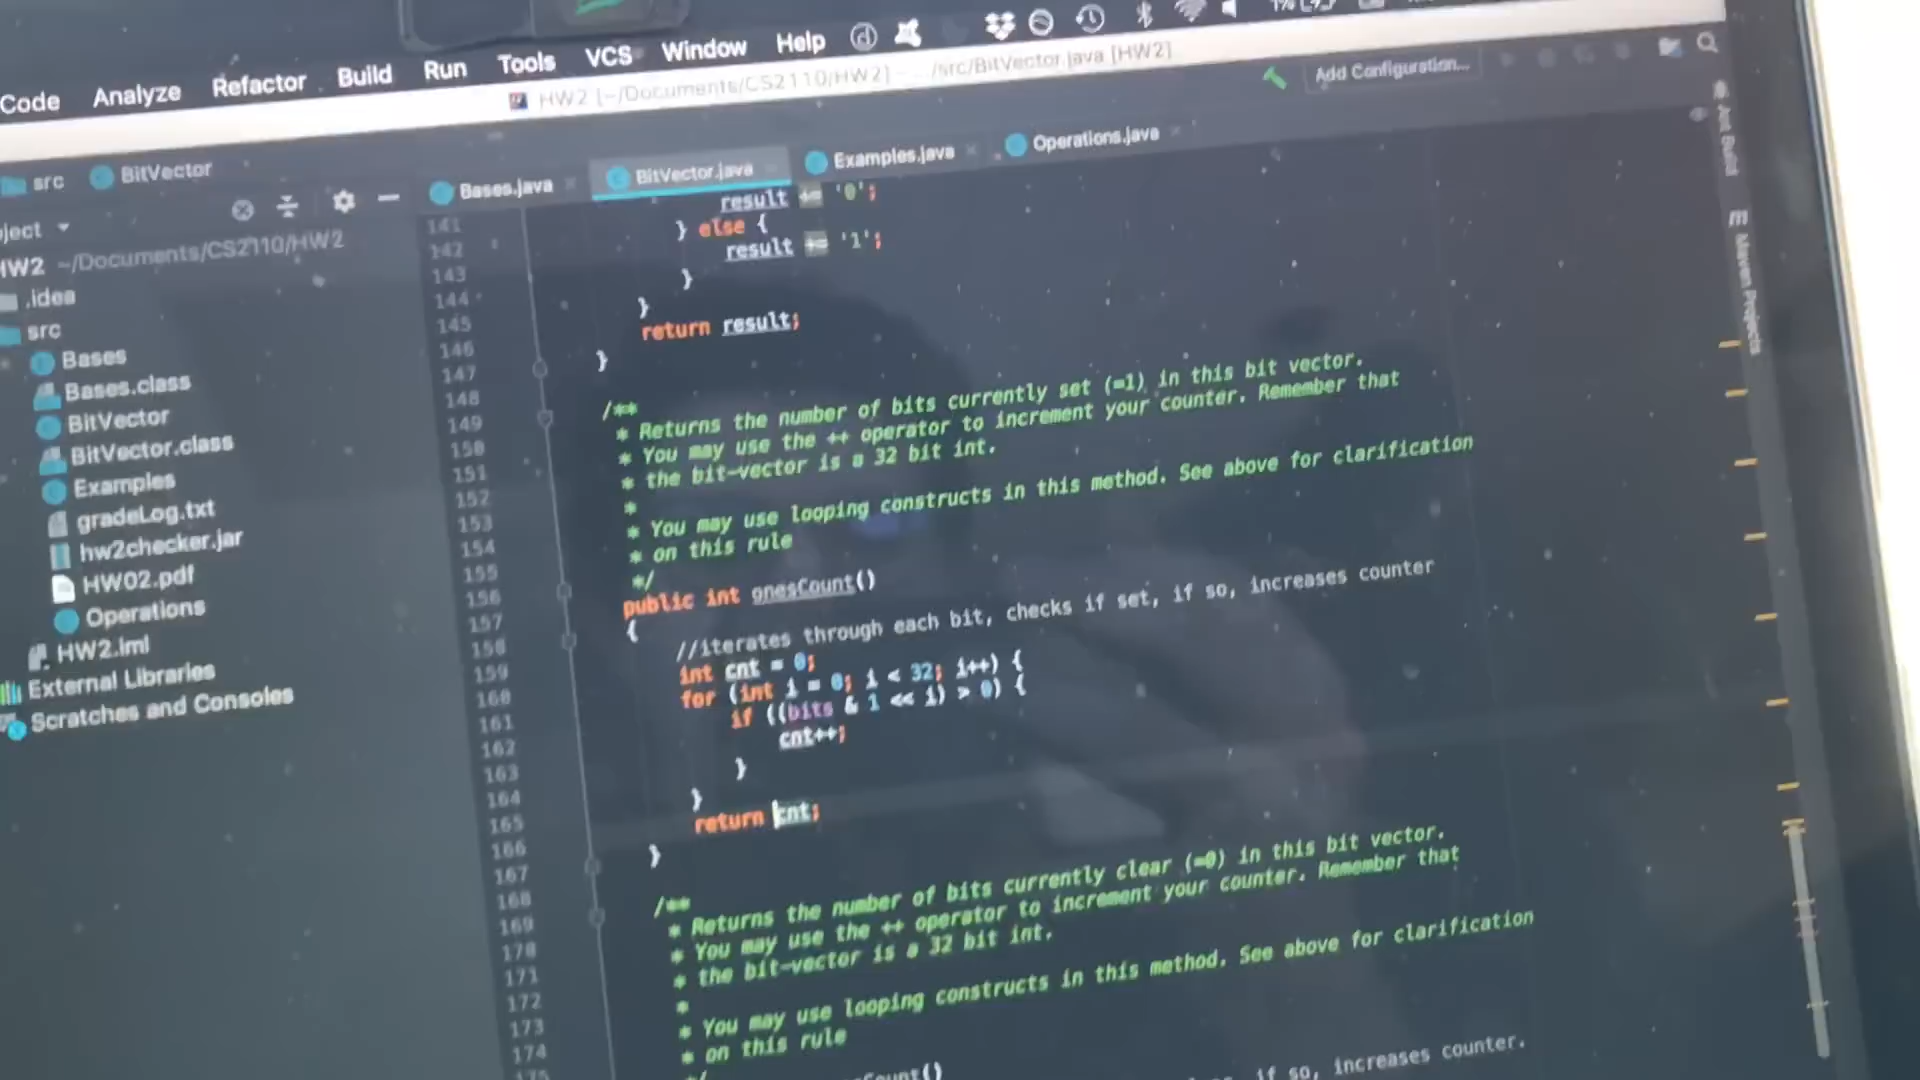 Code Analyze Refactor Build Run Tools VCS Window Help
HW2 [~/Documents/CS2110/HW2] - .../src/BitVector.java [HW2]
Add Configuration...
src BitVector
Bases.java BitVector.java Examples.java Operations.java
Ant Build
Maven Projects
HW2 ~/Documents/CS2110/HW2
.idea
src
Bases
Bases.class
BitVector
BitVector.class
Examples
gradeLog.txt
hw2checker.jar
HW02.pdf
Operations
HW2.iml
External Libraries
Scratches and Consoles
141 result += '0';
142 } else {
143 result += '1';
144 }
145 }
146 return result;
147 }
148
149 /**
150 * Returns the number of bits currently set (=1) in this bit vector.
151 * You may use the ++ operator to increment your counter. Remember that
152 * the bit-vector is a 32 bit int.
153 *
154 * You may use looping constructs in this method. See above for clarification
155 * on this rule
156 */
157 public int onesCount()
158 {
159 //iterates through each bit, checks if set, if so, increases counter
160 int cnt = 0;
161 for (int i = 0; i < 32; i++) {
162 if ((bits & 1 << i) > 0) {
163 cnt++;
164 }
165 }
166 return cnt;
167 }
168
169 /**
170 * Returns the number of bits currently clear (=0) in this bit vector.
171 * You may use the ++ operator to increment your counter. Remember that
172 * the bit-vector is a 32 bit int.
173 *
174 * You may use looping constructs in this method. See above for clarification
175 * on this rule
*/
Count()
if so, increases counter.